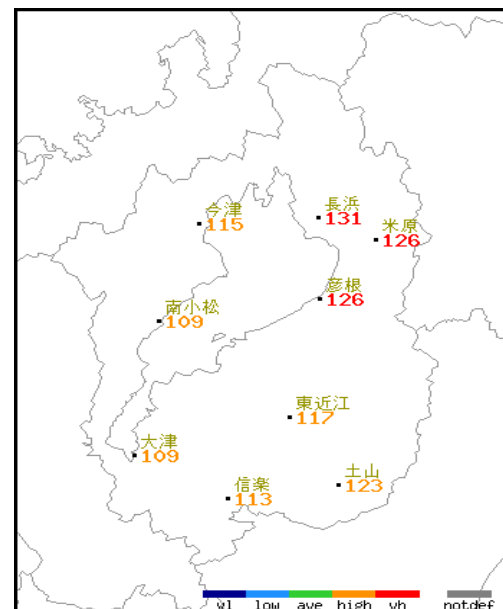 長浜
131
今津
115
米原
126
彦根
126
南小松
109
東近江
117
大津
109
土山
123
信楽
113
vl low ave high vh notdef